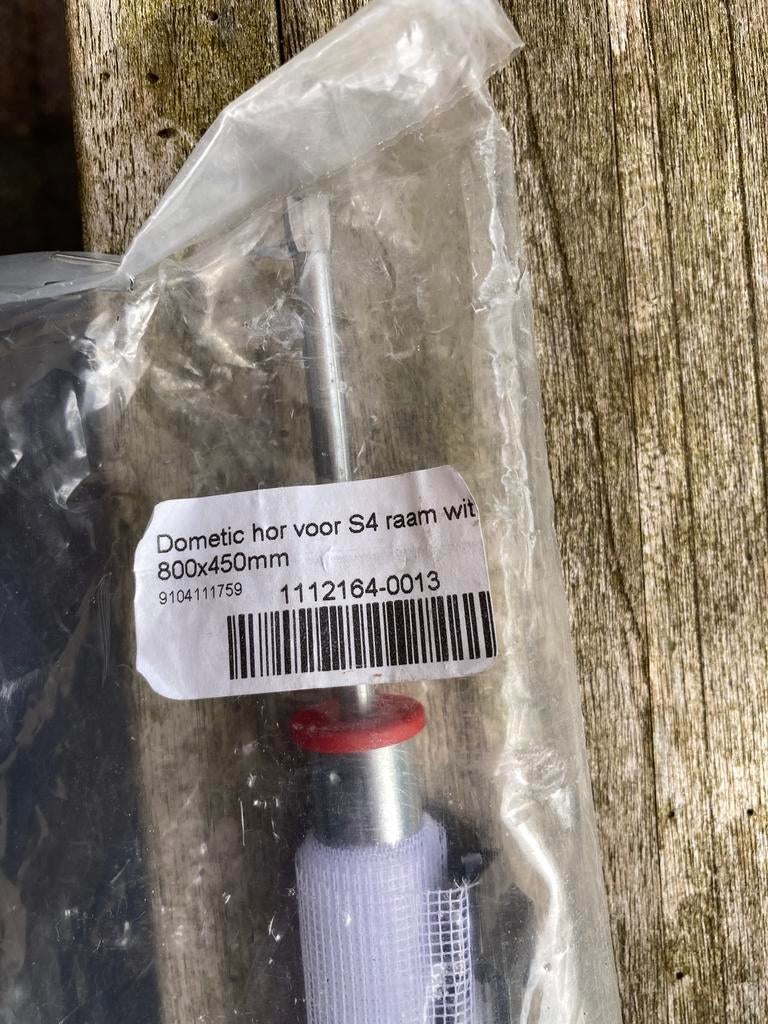 Dometic hor voor S4 raam wit
800x450mm
9104111759 1112164-0013